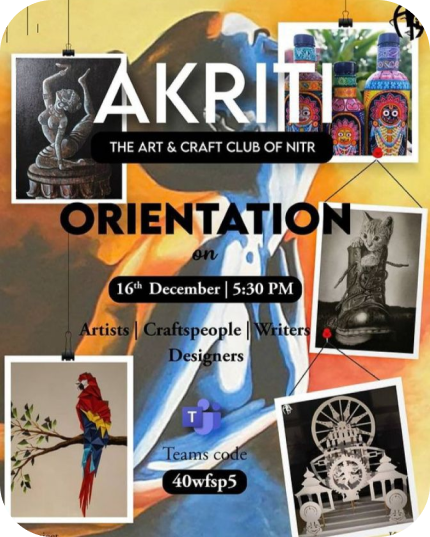 AKRITI
THE ART & CRAFT CLUB OF NITR
ORIENTATION
on
16th December | 5:30 PM
Artists | Craftspeople | Writers
Designers
T
Teams code
40wfsp5